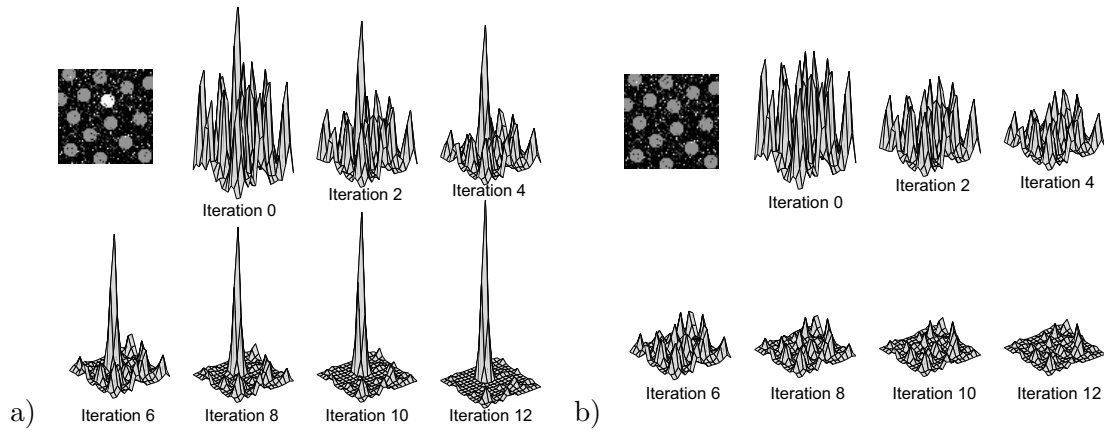 Iteration 0
Iteration 2
Iteration 4
Iteration 6
Iteration 8
Iteration 10
Iteration 12
a)
Iteration 0
Iteration 2
Iteration 4
Iteration 6
Iteration 8
Iteration 10
Iteration 12
b)